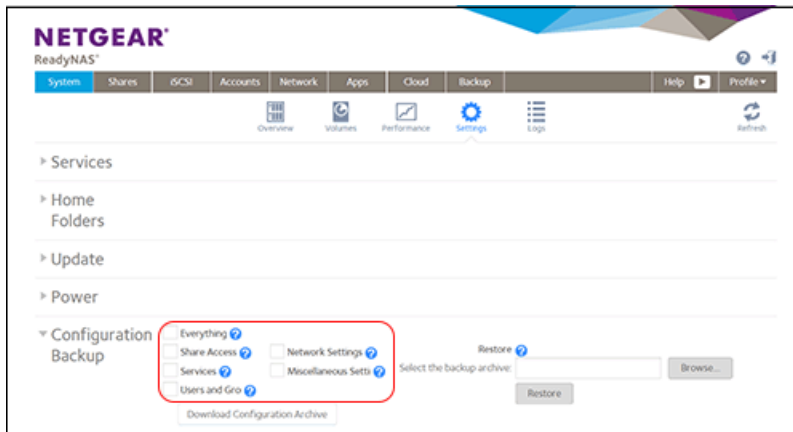 NETGEAR®
ReadyNAS®
System Shares iSCSI Accounts Network Apps Cloud Backup Help Profile
Overview Volumes Performance Settings Logs Refresh
Services
Home
Folders
Update
Power
Configuration
Backup
Everything
Share Access Network Settings
Services Miscellaneous Setti
Users and Gro
Restore
Select the backup archive: Browse...
Restore
Download Configuration Archive